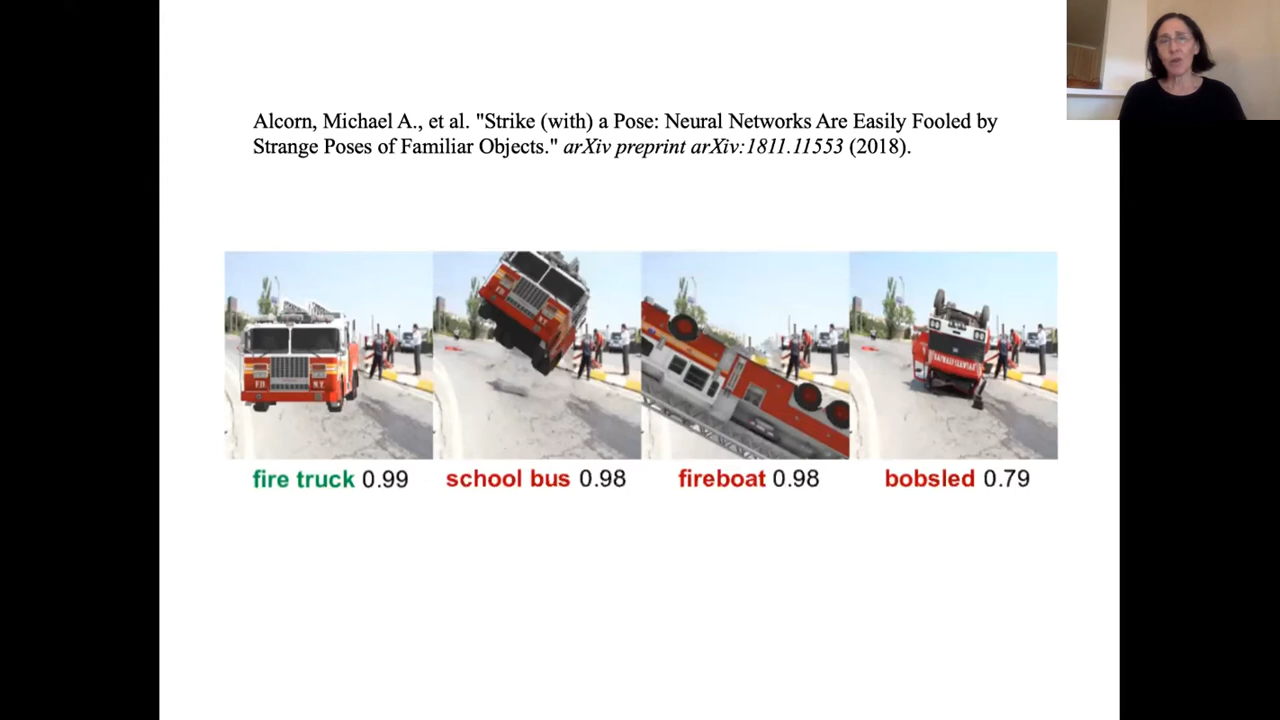 Alcorn, Michael A., et al. "Strike (with) a Pose: Neural Networks Are Easily Fooled by
Strange Poses of Familiar Objects." arXiv preprint arXiv:1811.11553 (2018).
F.D. N.Y.
fire truck 0.99
school bus 0.98
fireboat 0.98
bobsled 0.79